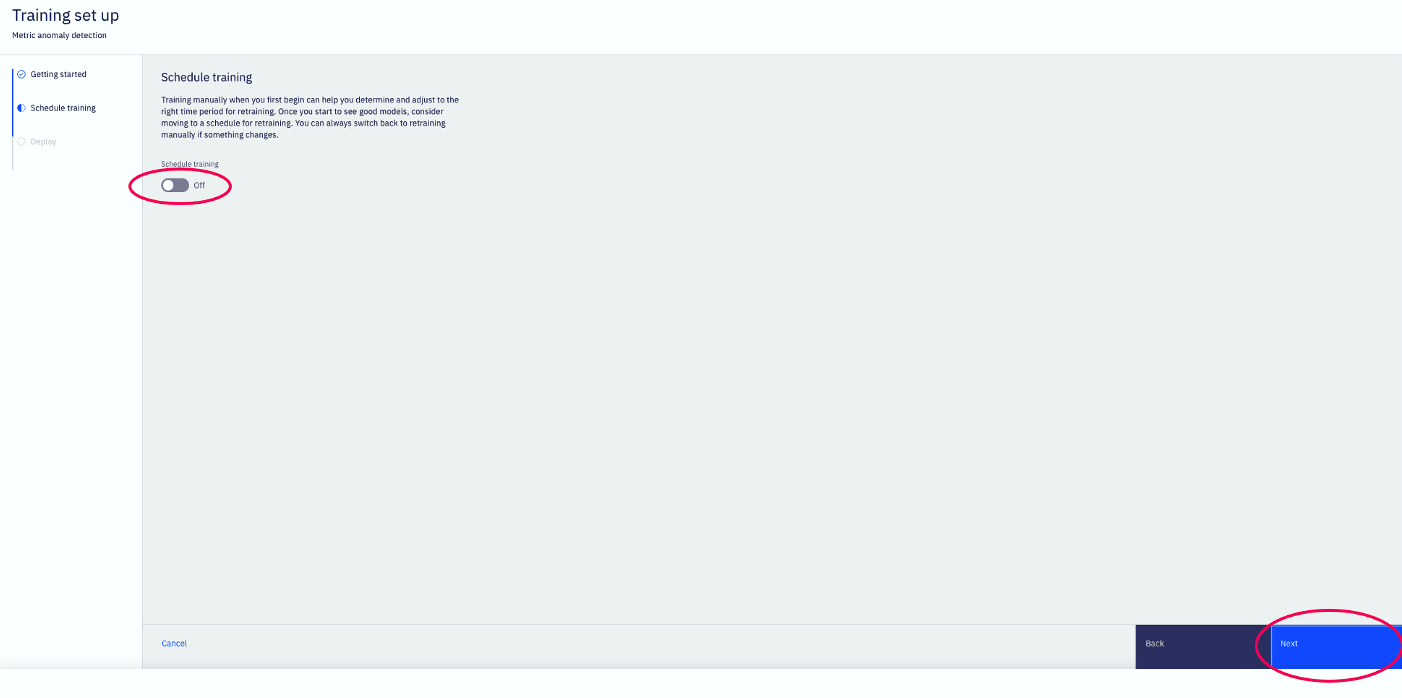 Training set up
Metric anomaly detection
Getting started
Schedule training
Deploy
Schedule training
Training manually when you first begin can help you determine and adjust to the
right time period for retraining. Once you start to see good models, consider
moving to a schedule for retraining. You can always switch back to retraining
manually if something changes.
Schedule training
Off
Cancel
Back
Next